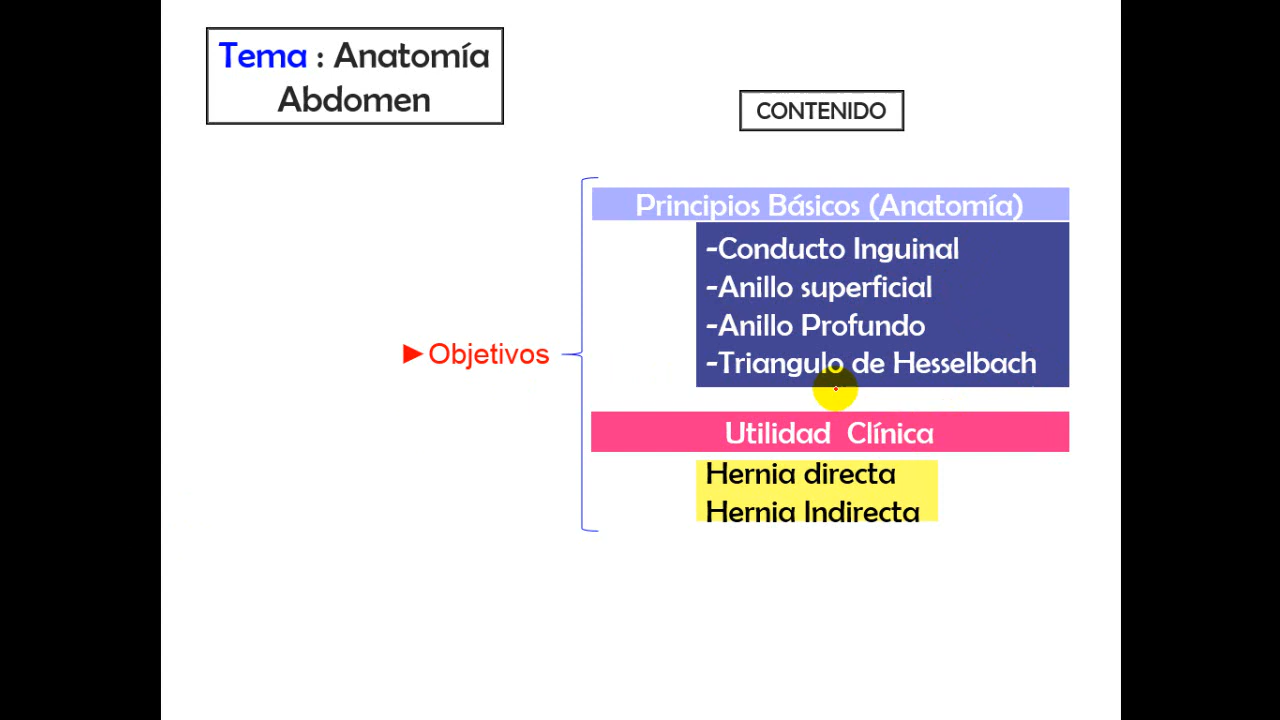 Tema : Anatomía
Abdomen
CONTENIDO
Principios Básicos (Anatomía)
-Conducto Inguinal
-Anillo superficial
-Anillo Profundo
-Triangulo de Hesselbach
►Objetivos
Utilidad Clínica
Hernia directa
Hernia Indirecta